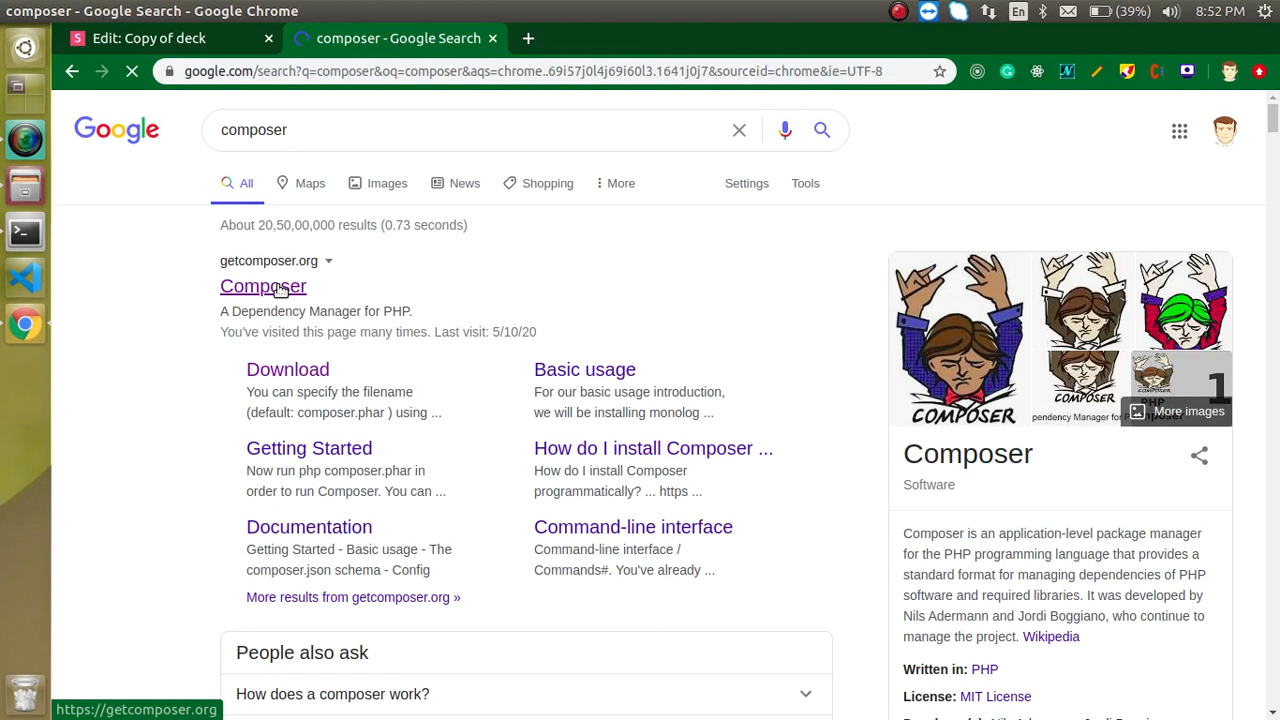 composer - Google Search - Google Chrome
En
(39%)
8:52 PM
S
Edit: Copy of deck
composer - Google Search
google.com/search?q=composer&oq=composer&aqs=chrome..69i57j0l4j69i60l3.1641j0j7&sourceid=chrome&ie=UTF-8
Google
composer
All
Maps
Images
News
Shopping
More
Settings
Tools
About 20,50,00,000 results (0.73 seconds)
getcomposer.org
Composer
A Dependency Manager for PHP.
You've visited this page many times. Last visit: 5/10/20
Download
You can specify the filename
(default: composer.phar ) using ...
Basic usage
For our basic usage introduction,
we will be installing monolog ...
Getting Started
Now run php composer.phar in
order to run Composer. You can ...
How do I install Composer ...
How do I install Composer
programmatically? ... https ...
Documentation
Getting Started - Basic usage - The
composer.json schema - Config
Command-line interface
Command-line interface /
Commands#. You've already ...
More results from getcomposer.org »
People also ask
How does a composer work?
COMPOSER
COMPOSER
COMPOSER
1
PHP
pendency Manager for
More images
Composer
Software
Composer is an application-level package manager
for the PHP programming language that provides a
standard format for managing dependencies of PHP
software and required libraries. It was developed by
Nils Adermann and Jordi Boggiano, who continue to
manage the project. Wikipedia
Written in: PHP
License: MIT License
https://getcomposer.org